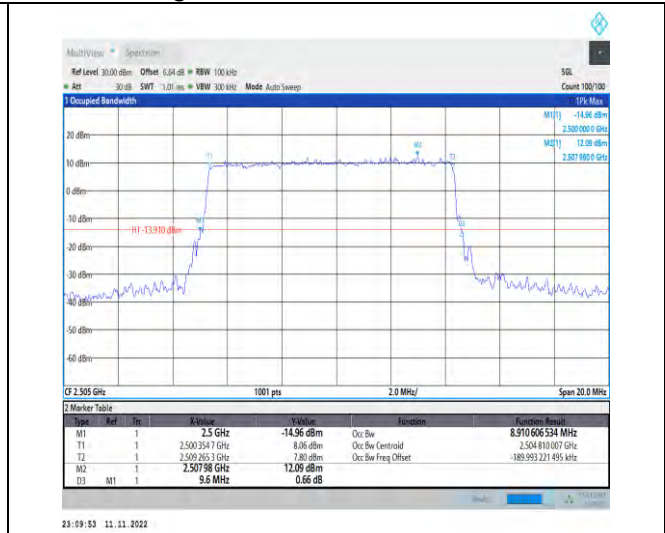 MultiView Spectrum
Ref Level 30.00 dBm Offset 6.64 dB RBW 100 kHz SGL
Att 30 dB SWT 1.01 ms VBW 300 kHz Mode Auto Sweep Count 100/100
1 Occupied Bandwidth 1Pk Max
M1[1] -14.96 dBm
2.500 000 0 GHz
M2[1] 12.09 dBm
2.507 980 0 GHz
20 dBm
M2
T1 T2
10 dBm
0 dBm
-10 dBm
M1 D3
H1 -13.910 dBm
-20 dBm
-30 dBm
-40 dBm
-50 dBm
-60 dBm
CF 2.505 GHz 1001 pts 2.0 MHz/ Span 20.0 MHz
2 Marker Table
Type Ref Trc X-Value Y-Value Function Function Result
M1 1 2.5 GHz -14.96 dBm Occ Bw 8.910 606 534 MHz
T1 1 2.500 354 7 GHz 8.06 dBm Occ Bw Centroid 2.504 810 007 GHz
T2 1 2.509 265 3 GHz 7.80 dBm Occ Bw Freq Offset -189.993 221 495 kHz
M2 1 2.507 98 GHz 12.09 dBm
D3 M1 1 9.6 MHz 0.66 dB
23:09:53 11.11.2022